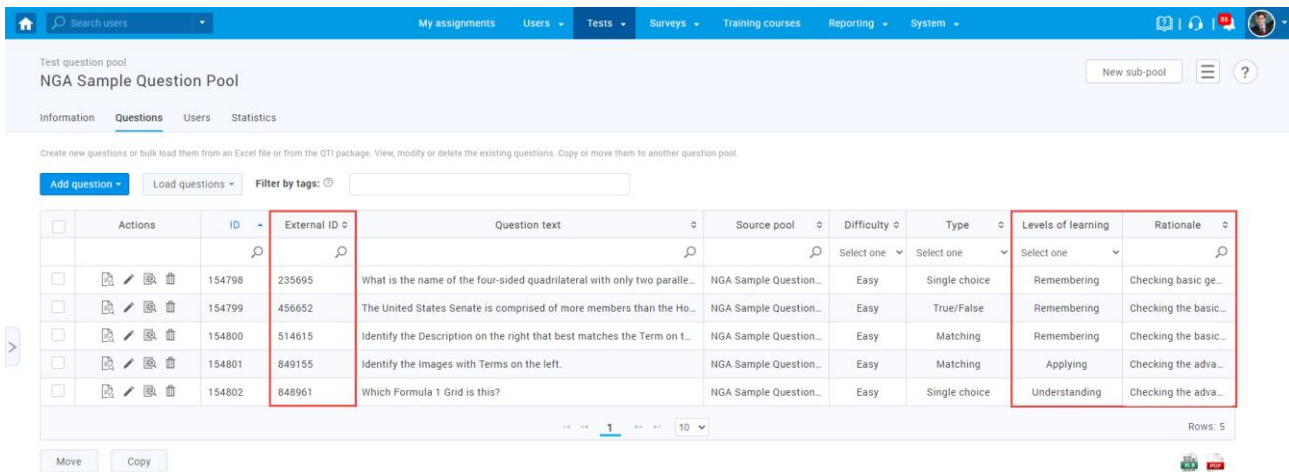 Search users My assignments Users Tests Surveys Training courses Reporting System 88
Test question pool
NGA Sample Question Pool
New sub-pool ?
Information Questions Users Statistics
Create new questions or bulk load them from an Excel file or from the QTI package. View, modify or delete the existing questions. Copy or move them to another question pool.
Add question Load questions Filter by tags: ?
Actions ID External ID Question text Source pool Difficulty Type Levels of learning Rationale
Select one Select one Select one
154798 235695 What is the name of the four-sided quadrilateral with only two paralle... NGA Sample Question... Easy Single choice Remembering Checking basic ge...
154799 456652 The United States Senate is comprised of more members than the Ho... NGA Sample Question... Easy True/False Remembering Checking the basic...
154800 514615 Identify the Description on the right that best matches the Term on t... NGA Sample Question... Easy Matching Remembering Checking the basic...
154801 849155 Identify the Images with Terms on the left. NGA Sample Question... Easy Matching Applying Checking the adva...
154802 848961 Which Formula 1 Grid is this? NGA Sample Question... Easy Single choice Understanding Checking the adva...
1 10 Rows: 5
Move Copy XLS PDF